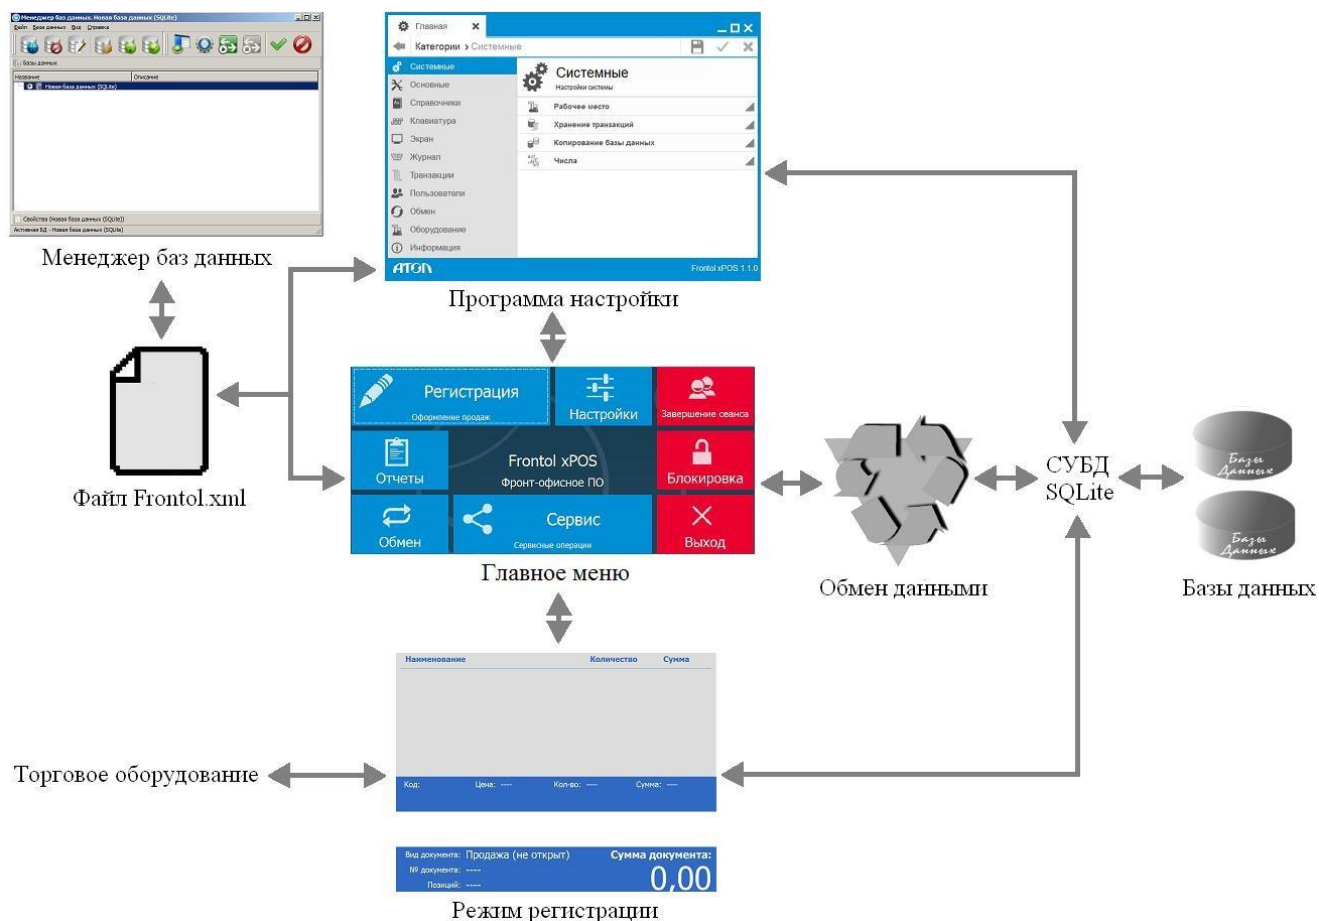 Менеджер баз данных. Новая база данных (SQLite)
Файл База данных Вид Справка
Базы данных
Название Описание
Новая база данных (SQLite)
Свойства (Новая база данных (SQLite))
Активная БД - Новая база данных (SQLite)
Менеджер баз данных
Главная
Категории › Системные
Системные
Основные
Справочники
Клавиатура
Экран
Журнал
Транзакции
Пользователи
Обмен
Оборудование
Информация
Системные
Настройки системы
Рабочее место
Хранение транзакций
Копирование базы данных
Числа
АТОЛ
Frontol xPOS 1.1.0
Программа настройки
Файл Frontol.xml
Регистрация
Оформление продаж
Настройки
Завершение сеанса
Отчеты
Frontol xPOS
Фронт-офисное ПО
Блокировка
Обмен
Сервис
Сервисные операции
Выход
Главное меню
Обмен данными
СУБД
SQLite
Базы
Данных
Базы
Данных
Базы данных
Торговое оборудование
Наименование Количество Сумма
Код: Цена: ---- Кол-во: ---- Сумма: ----
Вид документа: Продажа (не открыт) Сумма документа:
№ документа: ----
Позиций: ----
0,00
Режим регистрации